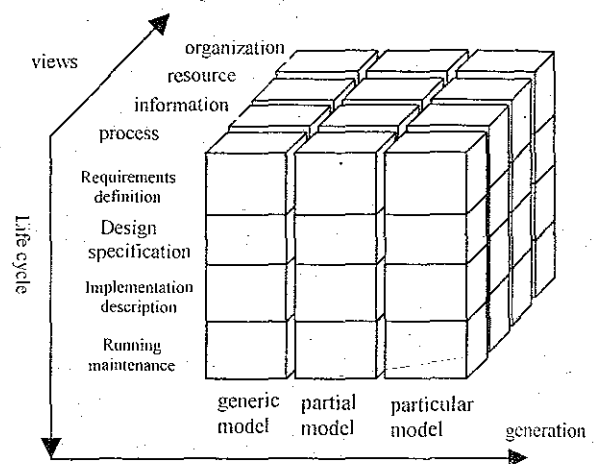 organization
views
resource
information
process
Requirements
definition
Design
specification
Life cycle
Implementation
description
Running
maintenance
generic
model
partial
model
particular
model
generation